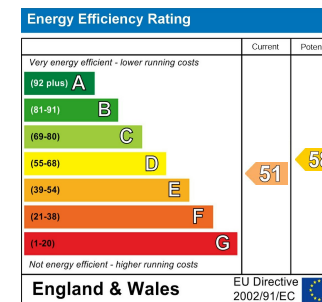 Energy Efficiency Rating
Current
Very energy efficient - lower running costs
(92 plus) A
(81-91) B
(69-80) C
(55-68) D
(39-54) E
51
(21-38) F
(1-20) G
Not energy efficient - higher running costs
England & Wales
EU Directive
2002/91/EC